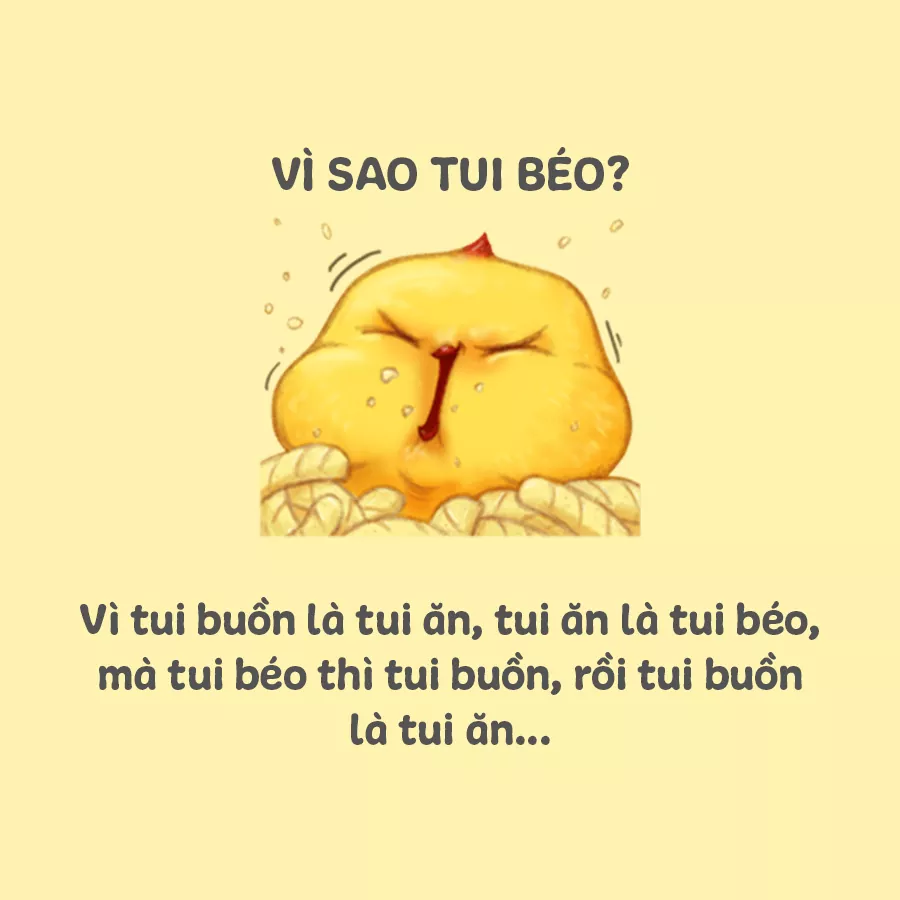 VÌ SAO TUI BÉO?
Vì tui buồn là tui ăn, tui ăn là tui béo,
mà tui béo thì tui buồn, rồi tui buồn
là tui ăn...